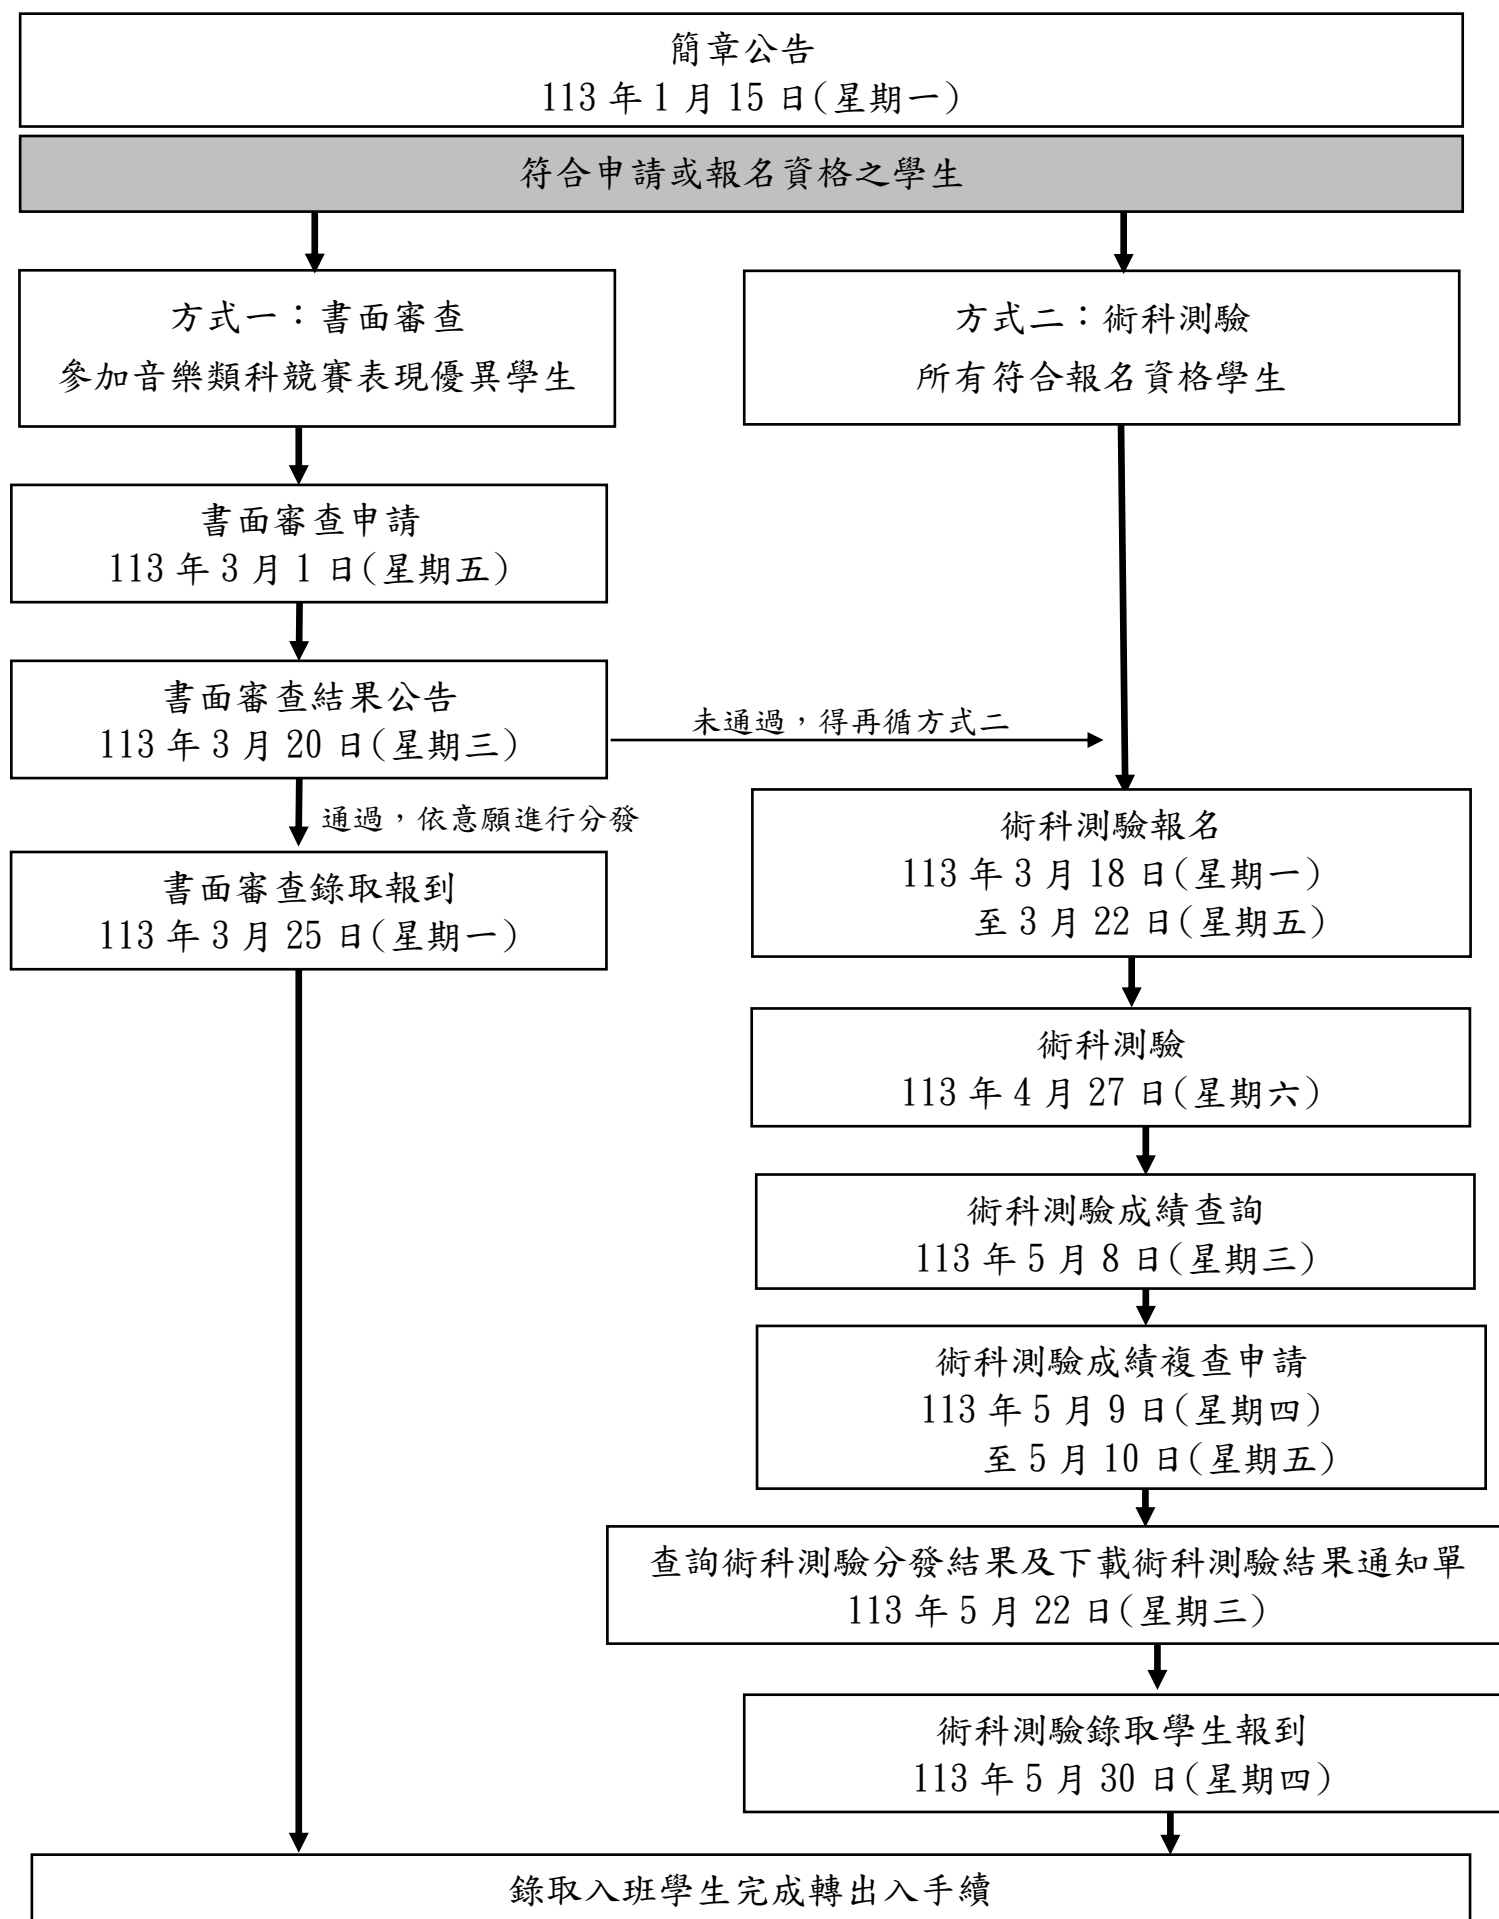 簡章公告
113 年 1 月 15 日(星期一)
符合申請或報名資格之學生
方式一：書面審查
參加音樂類科競賽表現優異學生
方式二：術科測驗
所有符合報名資格學生
書面審查申請
113 年 3 月 1 日(星期五)
書面審查結果公告
113 年 3 月 20 日(星期三)
未通過，得再循方式二
通過，依意願進行分發
書面審查錄取報到
113 年 3 月 25 日(星期一)
術科測驗報名
113 年 3 月 18 日(星期一)
至 3 月 22 日(星期五)
術科測驗
113 年 4 月 27 日(星期六)
術科測驗成績查詢
113 年 5 月 8 日(星期三)
術科測驗成績複查申請
113 年 5 月 9 日(星期四)
至 5 月 10 日(星期五)
查詢術科測驗分發結果及下載術科測驗結果通知單
113 年 5 月 22 日(星期三)
術科測驗錄取學生報到
113 年 5 月 30 日(星期四)
錄取入班學生完成轉出入手續